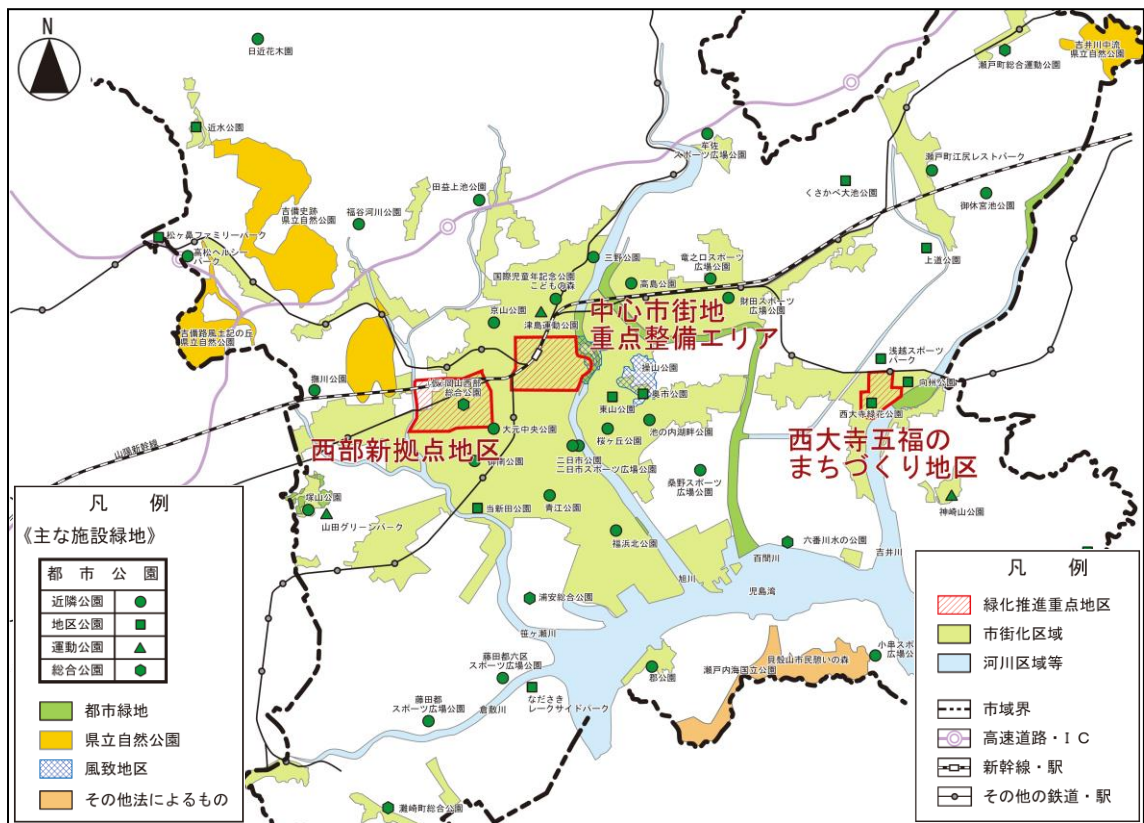 N
日近花木園
近水公園
吉備史跡
県立自然公園
松ヶ鼻ファミリーパーク
高松ヘルシー
パーク
吉備路風土記の丘
県立自然公園
福谷河川公園
田益上池公園
牟佐
スポーツ広場公園
瀬戸町総合運動公園
吉井川中流
県立自然公園
瀬戸町江尻レストパーク
くさかべ大池公園
御休宮池公園
上道公園
三野公園
竜之口スポーツ
広場公園
高島公園
国際児童年記念公園
こどもの森
財田スポーツ
広場公園
京山公園
津島運動公園
中心市街地
重点整備エリア
浅越スポーツ
パーク
操山公園
向州公園
撫川公園
岡山西部
総合公園
奥市公園
東山公園
西大寺緑花公園
山陽新幹線
大元中央公園
池の内湖畔公園
桜ヶ丘公園
西部新拠点地区
西大寺五福の
まちづくり地区
御南公園
二日市公園
二日市スポーツ広場公園
桑野スポーツ
広場公園
塚山公園
山田グリーンパーク
当新田公園
青江公園
神崎山公園
福浜北公園
六番川水の公園
吉井川
百間川
旭川
児島湾
浦安総合公園
笹ヶ瀬川
藤田都六区
スポーツ広場公園
郡公園
瀬戸内海国立公園
貝殻山市民憩いの森
小串スポ
広場公
藤田都
スポーツ広場公園
倉敷川
なださき
レークサイドパーク
灘崎町総合公園
凡 例
《主な施設緑地》
都市公園
近隣公園
地区公園
運動公園
総合公園
都市緑地
県立自然公園
風致地区
その他法によるもの
凡 例
緑化推進重点地区
市街化区域
河川区域等
市域界
高速道路・ＩＣ
新幹線・駅
その他の鉄道・駅